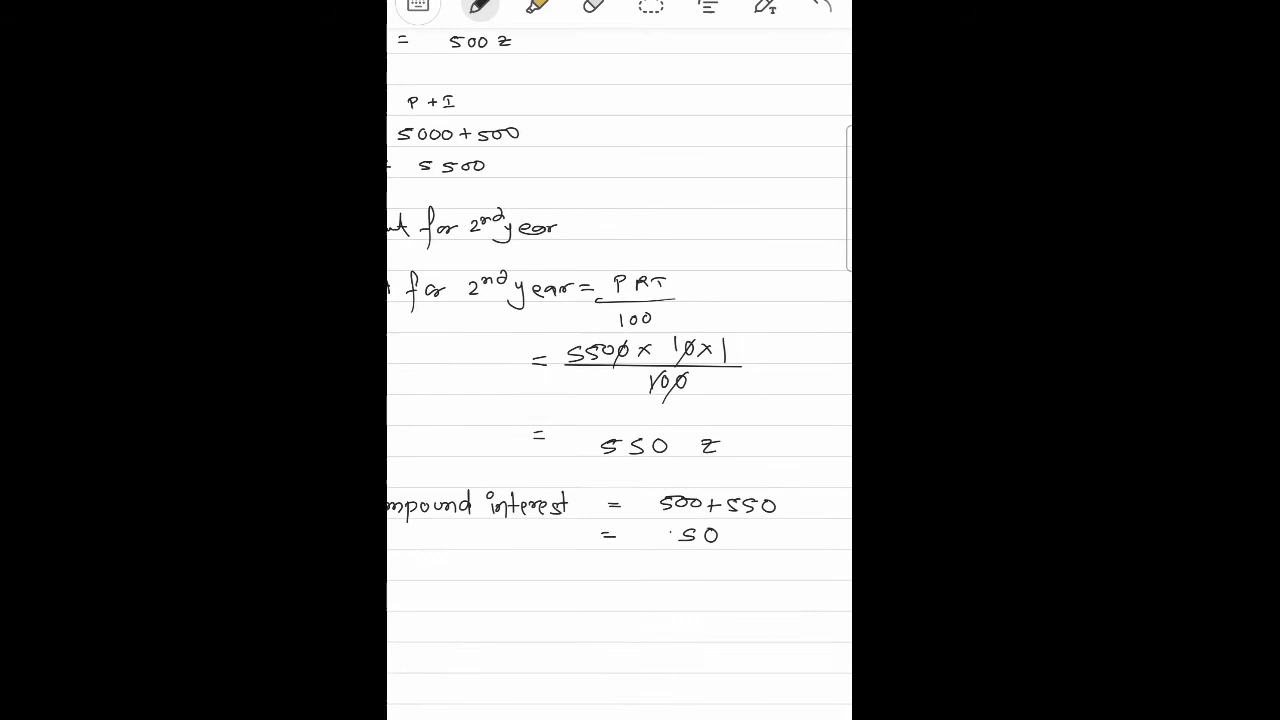 = 500 z
P + I
5000 + 500
= 5500
for 2nd year
for 2nd year = PRT
100
= 5500 x 10 x 1
100
= 550 z
mpound interest = 500 + 550
= 50